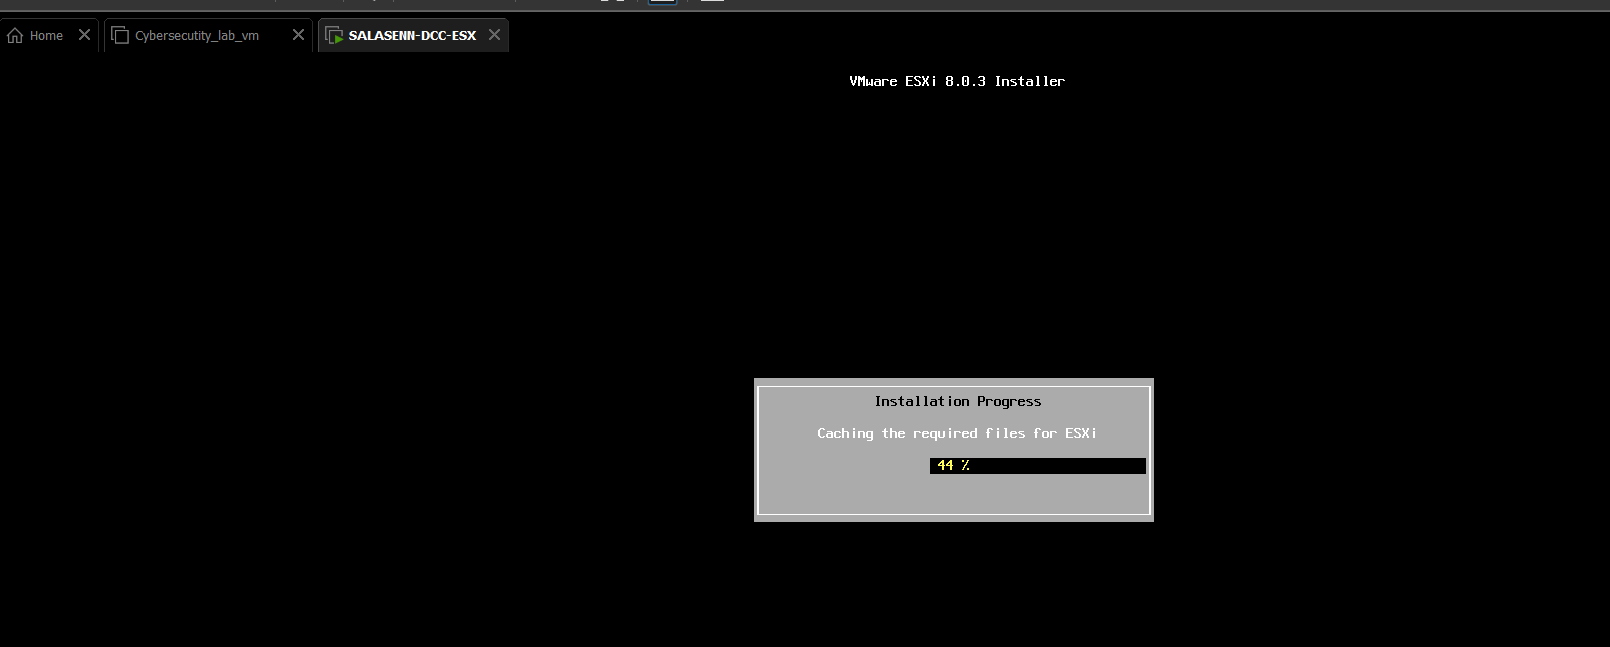 Home
Cybersecutity_lab_vm
SALASENN-DCC-ESX
VMware ESXi 8.0.3 Installer
Installation Progress
Caching the required files for ESXi
44 %